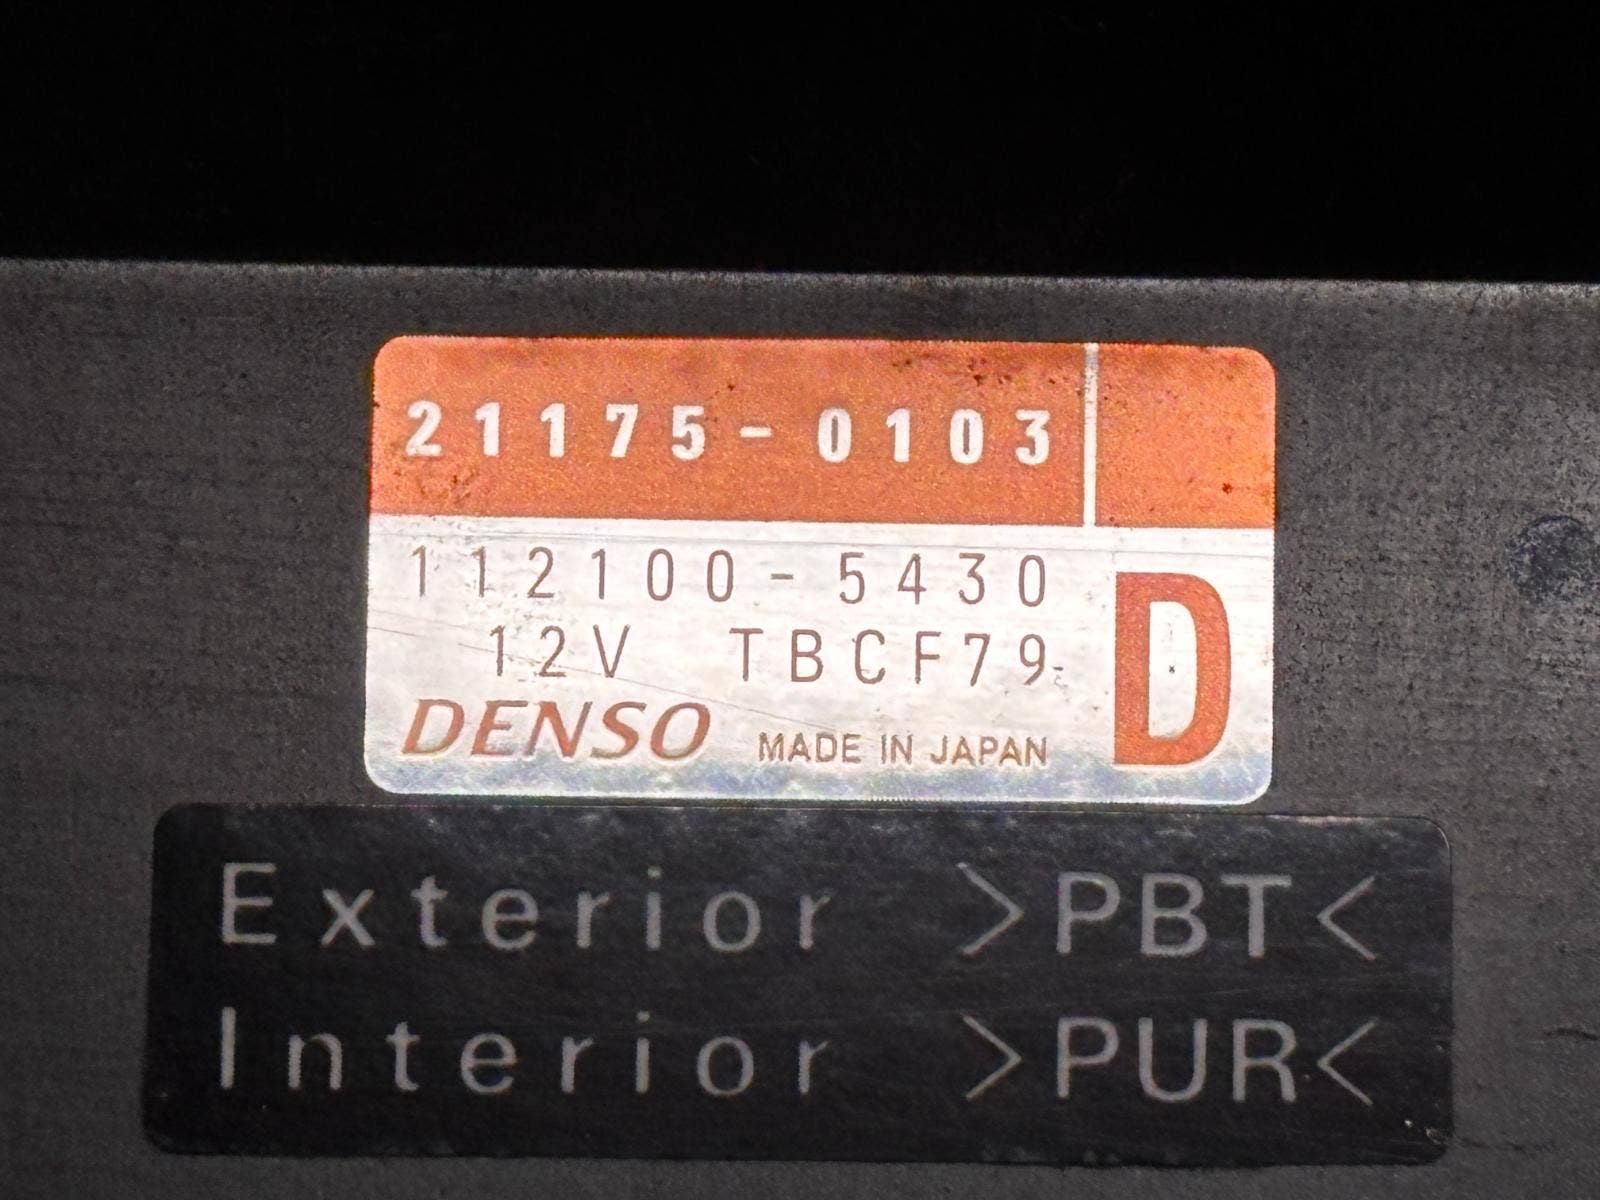 21175-0103
112100-5430
12V TBCF79
DENSO MADE IN JAPAN
D
Exterior >PBT<
Interior >PUR<